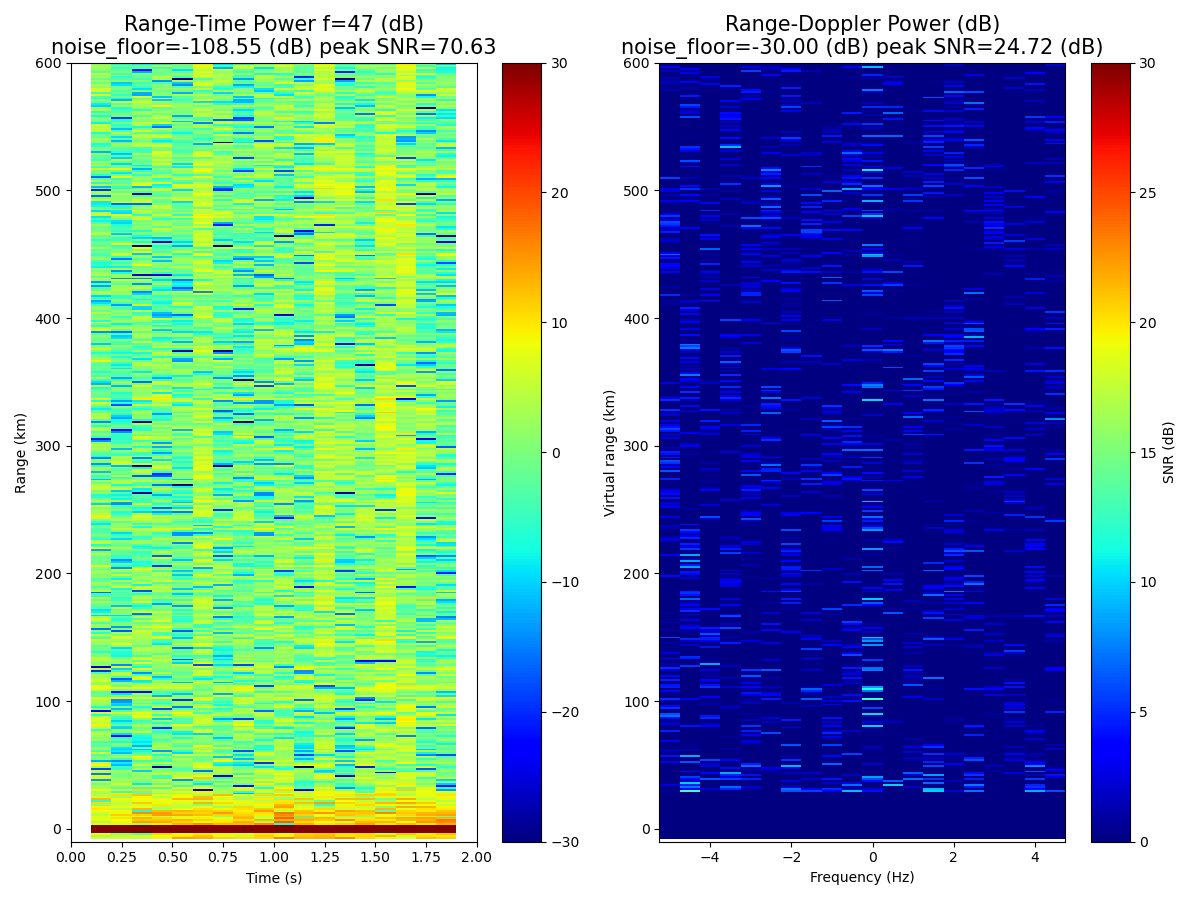 Range-Time Power f=47 (dB)
noise_floor=-108.55 (dB) peak SNR=70.63
Range (km)
600
500
400
300
200
100
0
0.00 0.25 0.50 0.75 1.00 1.25 1.50 1.75 2.00
Time (s)
30
20
10
0
−10
−20
−30
Range-Doppler Power (dB)
noise_floor=-30.00 (dB) peak SNR=24.72 (dB)
Virtual range (km)
600
500
400
300
200
100
0
−4 −2 0 2 4
Frequency (Hz)
30
25
20
15
10
5
0
SNR (dB)